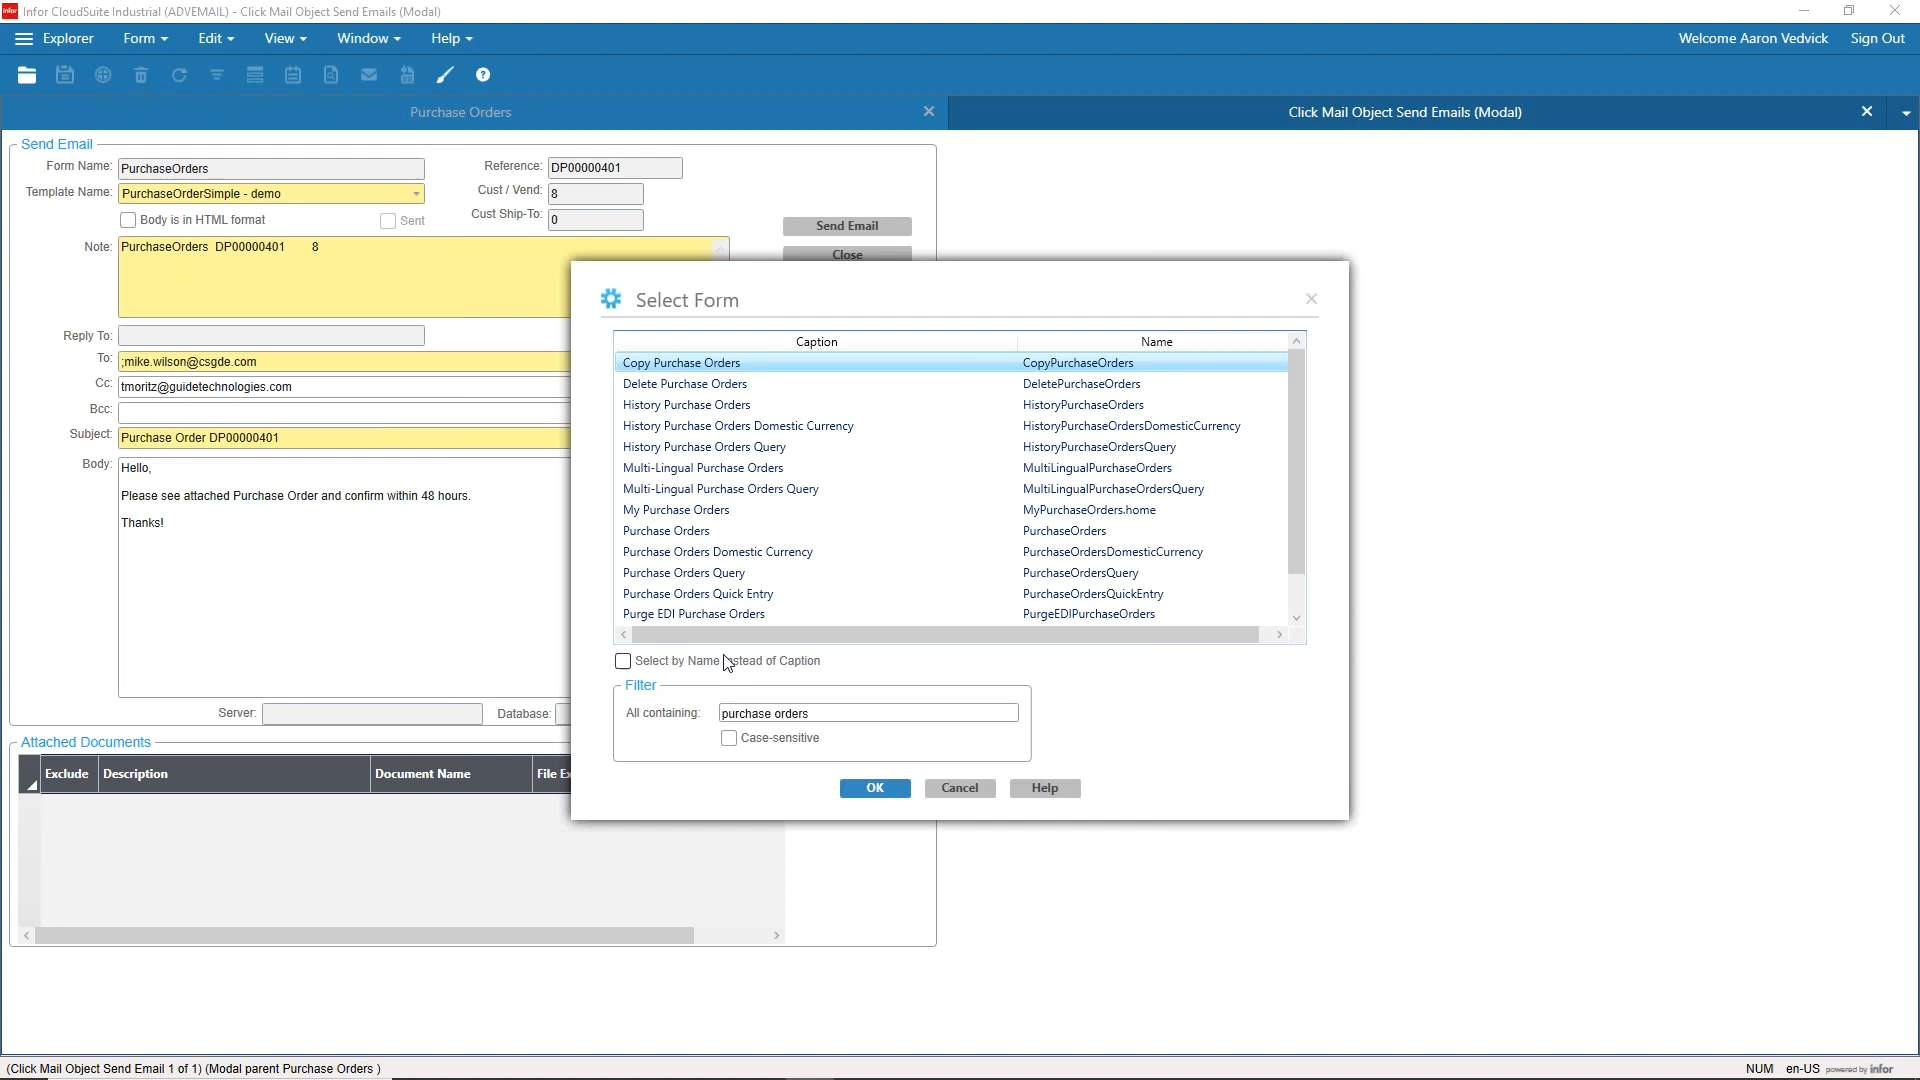 infor Infor CloudSuite Industrial (ADVEMAIL) - Click Mail Object Send Emails (Modal)
Explorer Form Edit View Window Help Welcome Aaron Vedvick Sign Out
Purchase Orders Click Mail Object Send Emails (Modal)
Send Email
Form Name: PurchaseOrders Reference: DP00000401
Template Name: PurchaseOrderSimple - demo Cust / Vend: 8
Body is in HTML format Sent Cust Ship-To: 0
Send Email
Note: PurchaseOrders DP00000401 8
Close
Reply To:
To: ;mike.wilson@csgde.com
Cc: tmoritz@guidetechnologies.com
Bcc:
Subject: Purchase Order DP00000401
Body: Hello,
Please see attached Purchase Order and confirm within 48 hours.
Thanks!
Server: Database:
Attached Documents
Exclude Description Document Name File Ex
Select Form
Caption Name
Copy Purchase Orders CopyPurchaseOrders
Delete Purchase Orders DeletePurchaseOrders
History Purchase Orders HistoryPurchaseOrders
History Purchase Orders Domestic Currency HistoryPurchaseOrdersDomesticCurrency
History Purchase Orders Query HistoryPurchaseOrdersQuery
Multi-Lingual Purchase Orders MultiLingualPurchaseOrders
Multi-Lingual Purchase Orders Query MultiLingualPurchaseOrdersQuery
My Purchase Orders MyPurchaseOrders.home
Purchase Orders PurchaseOrders
Purchase Orders Domestic Currency PurchaseOrdersDomesticCurrency
Purchase Orders Query PurchaseOrdersQuery
Purchase Orders Quick Entry PurchaseOrdersQuickEntry
Purge EDI Purchase Orders PurgeEDIPurchaseOrders
Select by Name instead of Caption
Filter
All containing: purchase orders
Case-sensitive
OK Cancel Help
(Click Mail Object Send Email 1 of 1) (Modal parent Purchase Orders ) NUM en-US powered by infor